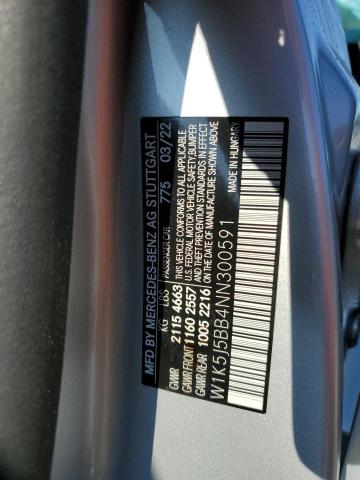 MFD BY MERCEDES-BENZ AG STUTTGART
PASSENGER CAR 775 03/22
KG LBS
GVWR 2115 4663
GAWR FRONT 1160 2557
GAWR REAR 1005 2216
THIS VEHICLE CONFORMS TO ALL APPLICABLE
U.S. FEDERAL MOTOR VEHICLE SAFETY, BUMPER
AND THEFT PREVENTION STANDARDS IN EFFECT
ON THE DATE OF MANUFACTURE SHOWN ABOVE
MADE IN HUNGARY
W1K5J5BB4NN300591